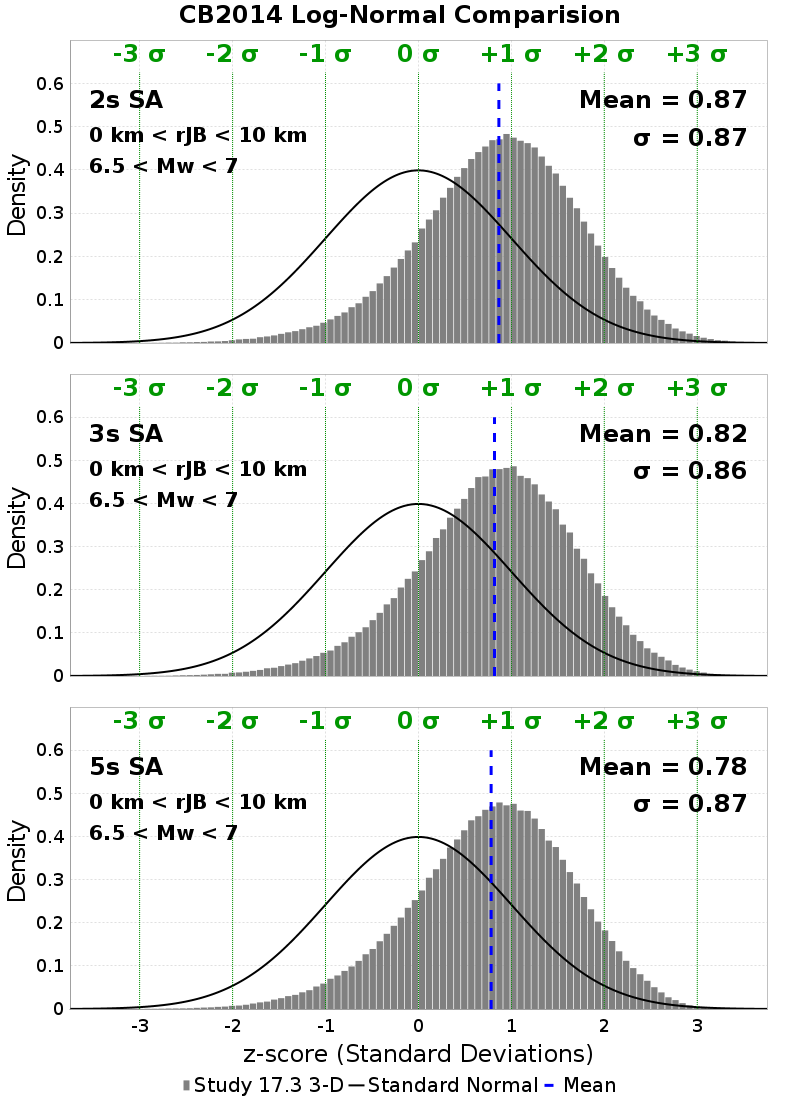 CB2014 Log-Normal Comparision
-3 σ -2 σ -1 σ 0 σ +1 σ +2 σ +3 σ
0.6
2s SA Mean = 0.87
0.5
0 km < rJB < 10 km σ = 0.87
6.5 < Mw < 7
0.4
Density
0.3
0.2
0.1
0
-3 σ -2 σ -1 σ 0 σ +1 σ +2 σ +3 σ
0.6
3s SA Mean = 0.82
0.5
0 km < rJB < 10 km σ = 0.86
6.5 < Mw < 7
0.4
Density
0.3
0.2
0.1
0
-3 σ -2 σ -1 σ 0 σ +1 σ +2 σ +3 σ
0.6
5s SA Mean = 0.78
0.5
0 km < rJB < 10 km σ = 0.87
6.5 < Mw < 7
0.4
Density
0.3
0.2
0.1
0
-3 -2 -1 0 1 2 3
z-score (Standard Deviations)
Study 17.3 3-D Standard Normal Mean